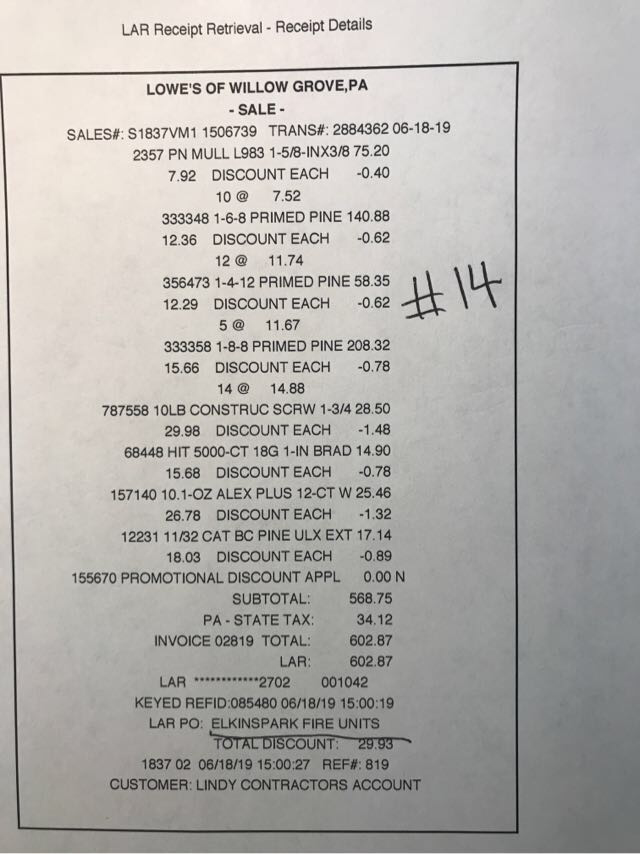 LAR Receipt Retrieval - Receipt Details
LOWE'S OF WILLOW GROVE,PA
- SALE -
SALES#: S1837VM1 1506739 TRANS#: 2884362 06-18-19
2357 PN MULL L983 1-5/8-INX3/8 75.20
7.92 DISCOUNT EACH -0.40
10 @ 7.52
333348 1-6-8 PRIMED PINE 140.88
12.36 DISCOUNT EACH -0.62
12 @ 11.74
356473 1-4-12 PRIMED PINE 58.35
12.29 DISCOUNT EACH -0.62
#14
5 @ 11.67
333358 1-8-8 PRIMED PINE 208.32
15.66 DISCOUNT EACH -0.78
14 @ 14.88
787558 10LB CONSTRUC SCRW 1-3/4 28.50
29.98 DISCOUNT EACH -1.48
68448 HIT 5000-CT 18G 1-IN BRAD 14.90
15.68 DISCOUNT EACH -0.78
157140 10.1-OZ ALEX PLUS 12-CT W 25.46
26.78 DISCOUNT EACH -1.32
12231 11/32 CAT BC PINE ULX EXT 17.14
18.03 DISCOUNT EACH -0.89
155670 PROMOTIONAL DISCOUNT APPL 0.00 N
SUBTOTAL: 568.75
PA - STATE TAX: 34.12
INVOICE 02819 TOTAL: 602.87
LAR: 602.87
LAR ************2702 001042
KEYED REFID:085480 06/18/19 15:00:19
LAR PO: ELKINSPARK FIRE UNITS
TOTAL DISCOUNT: 29.93
1837 02 06/18/19 15:00:27 REF#: 819
CUSTOMER: LINDY CONTRACTORS ACCOUNT